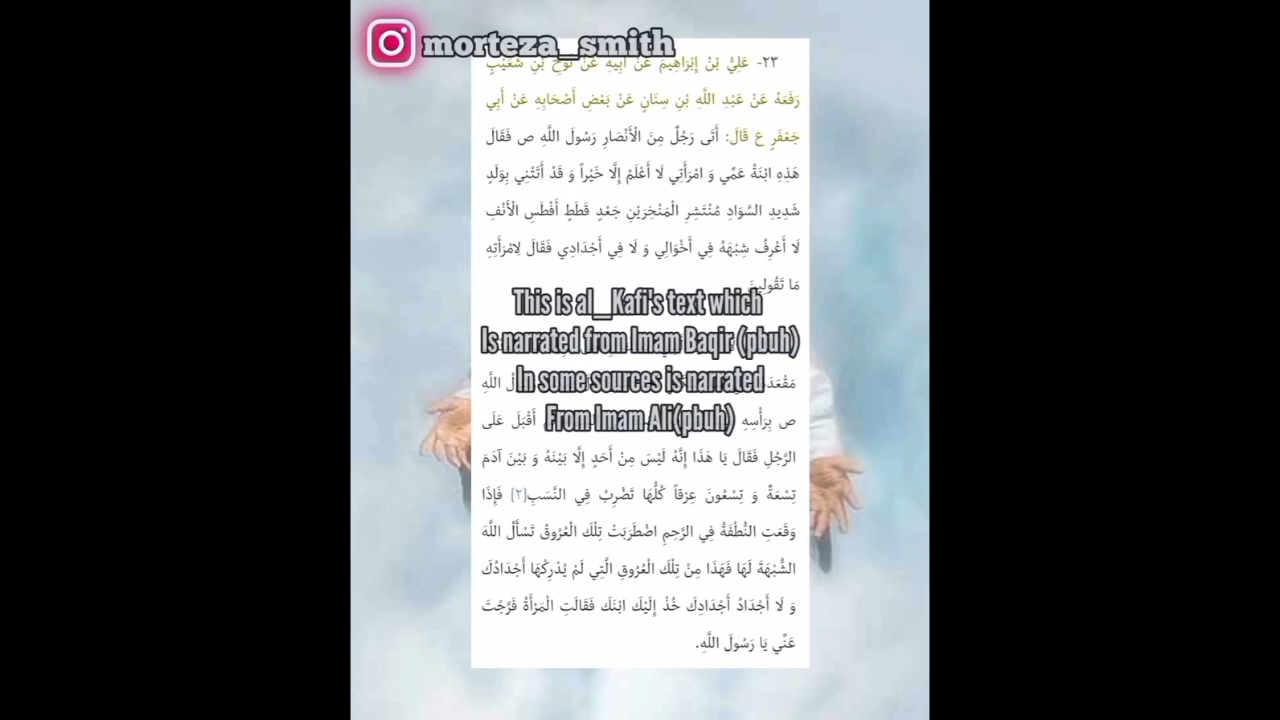 morteza_smith
٢٣- عَلِيُّ بْنُ إِبْرَاهِيمَ عَنْ أَبِيهِ عَنْ نُوحِ بْنِ شُعَيْبٍ
رَفَعَهُ عَنْ عَبْدِ اللَّهِ بْنِ سِنَانٍ عَنْ بَعْضِ أَصْحَابِهِ عَنْ أَبِي
جَعْفَرٍ ع قَالَ: أَتَى رَجُلٌ مِنَ الْأَنْصَارِ رَسُولَ اللَّهِ ص فَقَالَ
هَذِهِ ابْنَةُ عَمِّي وَ امْرَأَتِي لَا أَعْلَمُ إِلَّا خَيْراً وَ قَدْ أَتَتْنِي بِوَلَدٍ
شَدِيدِ السَّوَادِ مُنْتَشِرِ الْمَنْخِرَيْنِ جَعْدٍ قَطَطٍ أَفْطَسِ الْأَنْفِ
لَا أَعْرِفُ شِبْهَهُ فِي أَخْوَالِي وَ لَا فِي أَجْدَادِي فَقَالَ لِامْرَأَتِهِ
مَا تَقُولِينَ
This is al_Kafi's text which
Is narrated from Imam Baqir (pbuh)
In some sources is narrated
اللَّهِ
From Imam Ali(pbuh)
ص بِرَأْسِهِ أَقْبَلَ عَلَى
الرَّجُلِ فَقَالَ يَا هَذَا إِنَّهُ لَيْسَ مِنْ أَحَدٍ إِلَّا بَيْنَهُ وَ بَيْنَ آدَمَ
تِسْعَةٌ وَ تِسْعُونَ عِرْقاً كُلُّهَا تَضْرِبُ فِي النَّسَبِ[٢] فَإِذَا
وَقَعَتِ النُّطْفَةُ فِي الرَّحِمِ اضْطَرَبَتْ تِلْكَ الْعُرُوقُ تَسْأَلُ اللَّهَ
الشُّبْهَةَ لَهَا فَهَذَا مِنْ تِلْكَ الْعُرُوقِ الَّتِي لَمْ يُدْرِكْهَا أَجْدَادُكَ
وَ لَا أَجْدَادُ أَجْدَادِكَ خُذْ إِلَيْكَ ابْنَكَ فَقَالَتِ الْمَرْأَةُ فَرَّجْتَ
عَنِّي يَا رَسُولَ اللَّهِ.